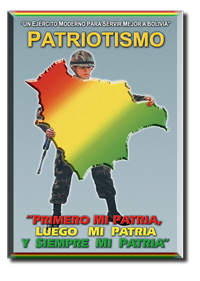 "UN EJERCITO MODERNO PARA SERVIR MEJOR A BOLIVIA"
PATRIOTISMO
"PRIMERO MI PATRIA,
LUEGO MI PATRIA
Y SIEMPRE MI PATRIA"